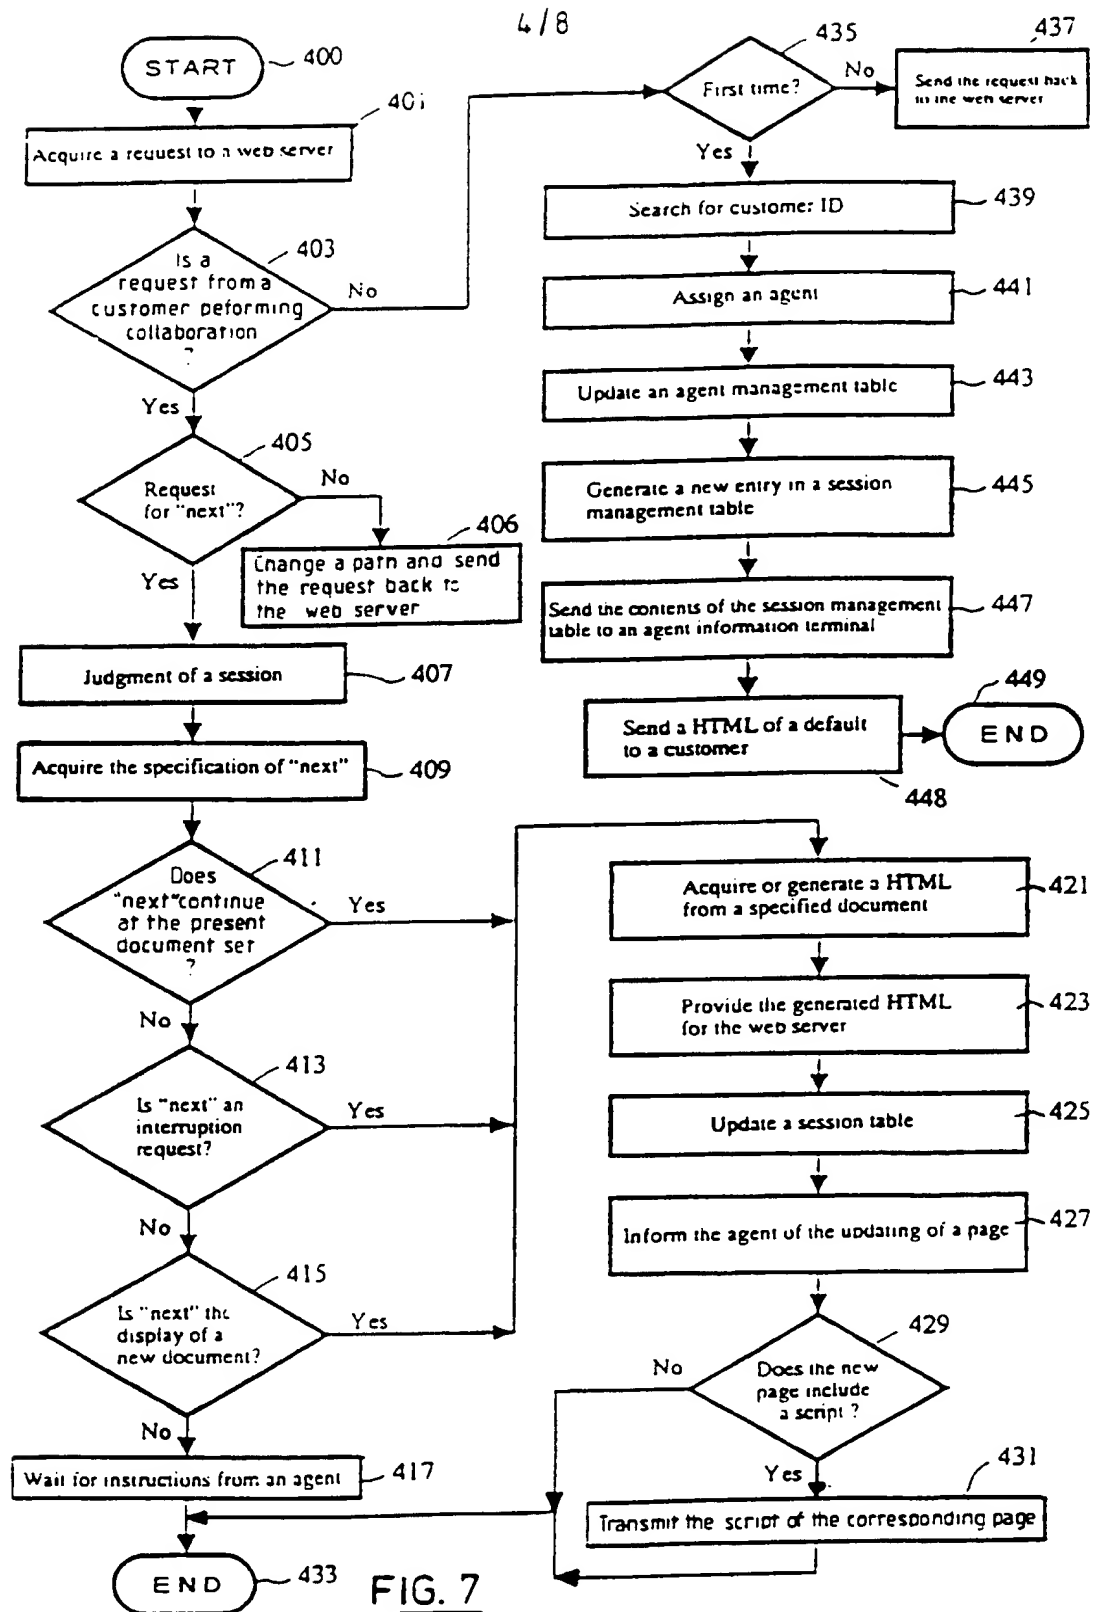 4/8
START
400
401
Acquire a request to a web server
403
Is a
request from a
customer peforming
collaboration
?
No
Yes
405
Request
for "next"?
No
Yes
406
Change a path and send
the request back to
the web server
Judgment of a session
407
Acquire the specification of "next"
409
411
Does
"next"continue
at the present
document set
?
Yes
No
413
Is "next" an
interruption
request?
Yes
No
415
Is "next" the
display of a
new document?
Yes
No
Wait for instructions from an agent
417
END
433
435
First time?
No
Yes
437
Send the request back
to the web server
Search for customer ID
439
Assign an agent
441
Update an agent management table
443
Generate a new entry in a session
management table
445
Send the contents of the session management
table to an agent information terminal
447
Send a HTML of a default
to a customer
448
449
END
Acquire or generate a HTML
from a specified document
421
Provide the generated HTML
for the web server
423
Update a session table
425
Inform the agent of the updating of a page
427
429
Does the new
page include
a script ?
No
Yes
431
Transmit the script of the corresponding page
FIG. 7